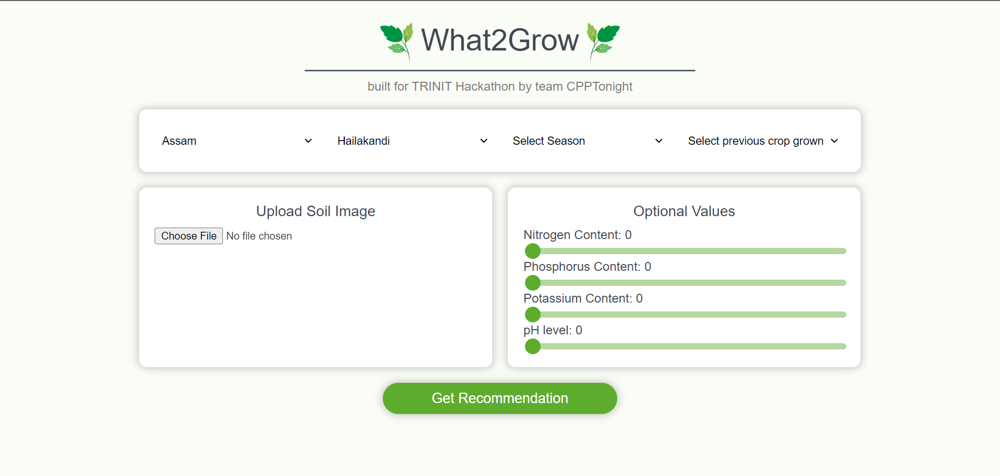 What2Grow
built for TRINIT Hackathon by team CPPTonight
Assam Hailakandi Select Season Select previous crop grown
Upload Soil Image
Choose File No file chosen
Optional Values
Nitrogen Content: 0
Phosphorus Content: 0
Potassium Content: 0
pH level: 0
Get Recommendation